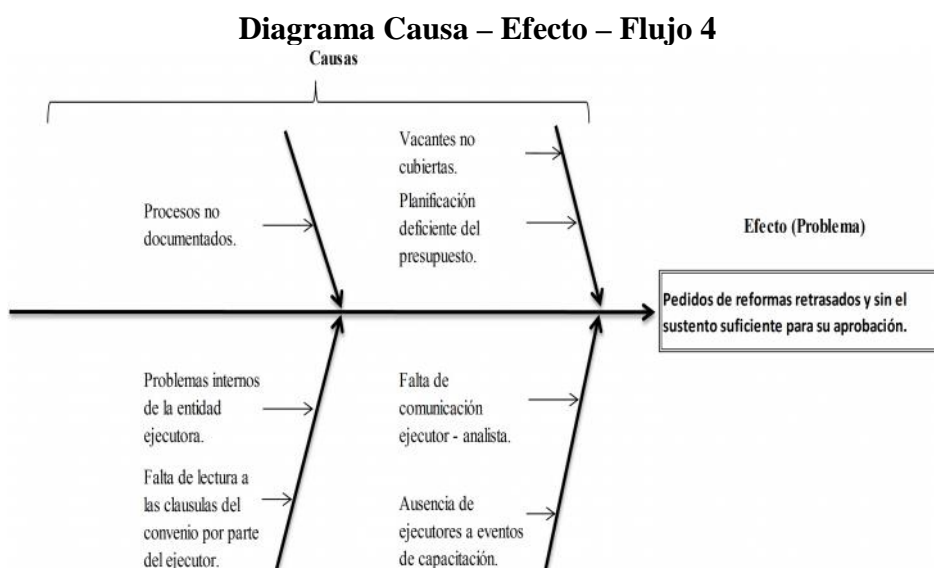 Diagrama Causa – Efecto – Flujo 4
Causas
Vacantes no
cubiertas.
Planificación
deficiente del
presupuesto.
Procesos no
documentados.
Efecto (Problema)
Pedidos de reformas retrasados y sin el
sustento suficiente para su aprobación.
Problemas internos
de la entidad
ejecutora.
Falta de lectura a
las clausulas del
convenio por parte
del ejecutor.
Falta de
comunicación
ejecutor - analista.
Ausencia de
ejecutores a eventos
de capacitación.